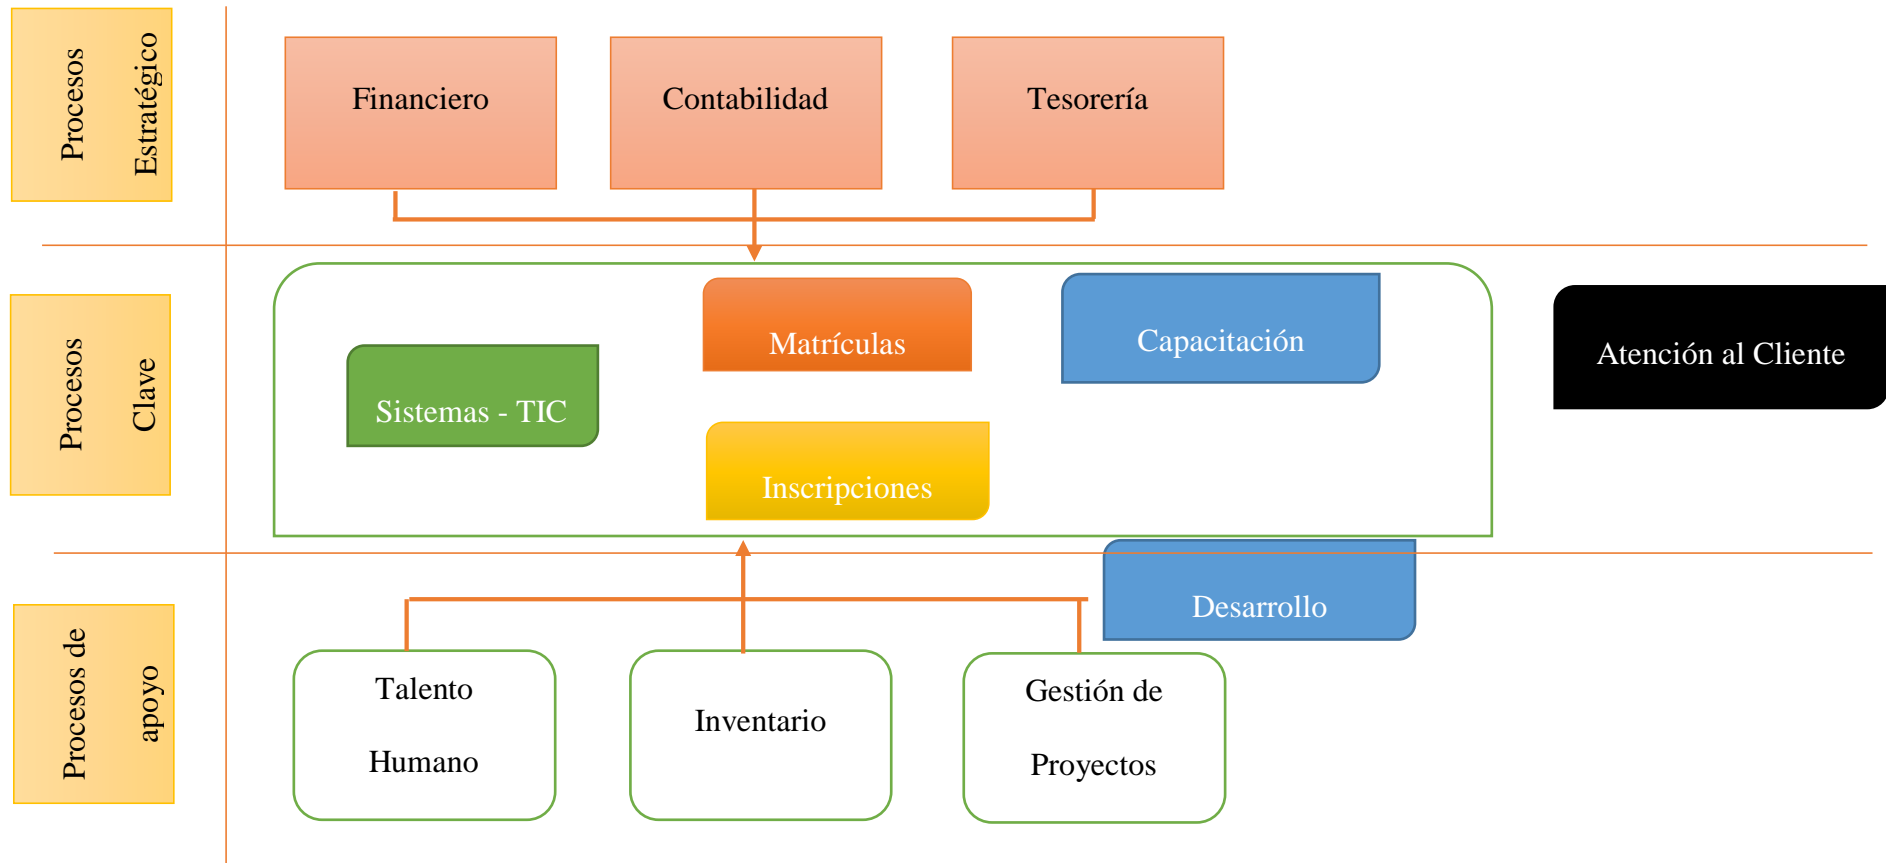 Procesos
Estratégico
Financiero
Contabilidad
Tesorería
Procesos
Clave
Sistemas - TIC
Matrículas
Inscripciones
Capacitación
Atención al Cliente
Desarrollo
Procesos de
apoyo
Talento
Humano
Inventario
Gestión de
Proyectos